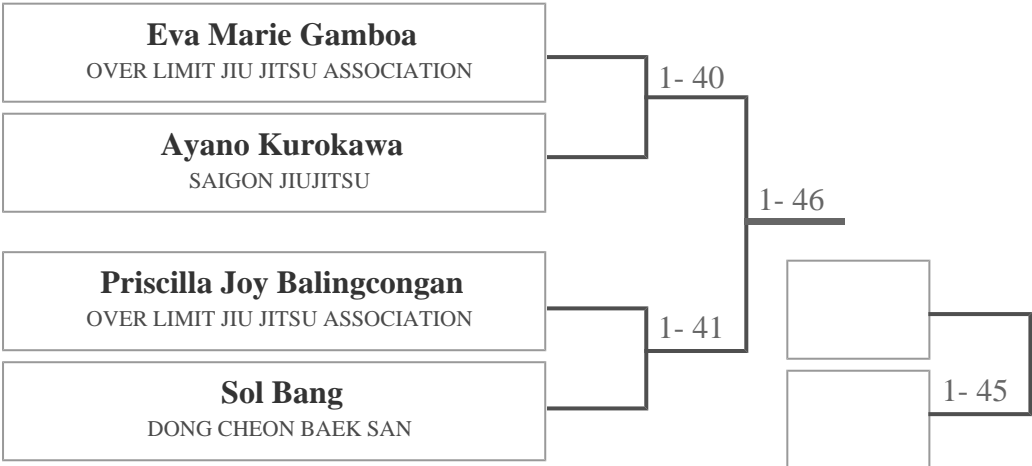 Eva Marie Gamboa
OVER LIMIT JIU JITSU ASSOCIATION
1- 40
Ayano Kurokawa
SAIGON JIUJITSU
1- 46
Priscilla Joy Balingcongan
OVER LIMIT JIU JITSU ASSOCIATION
1- 41
Sol Bang
DONG CHEON BAEK SAN
1- 45